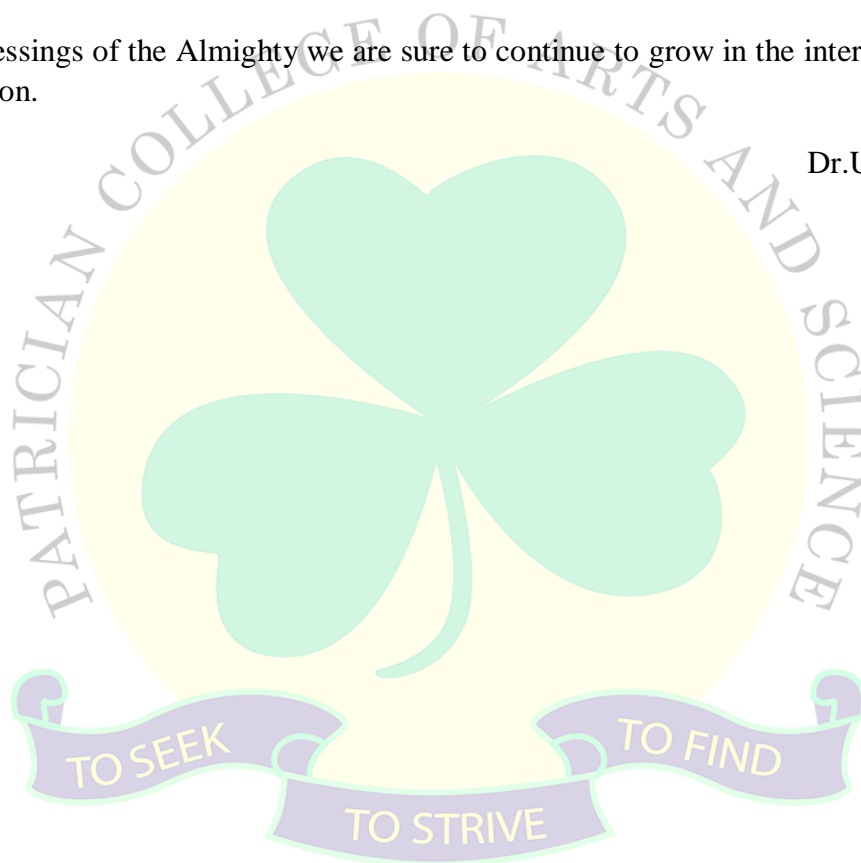 essings of the Almighty we are sure to continue to grow in the inter
on.
Dr.U
PATRICIAN COLLEGE OF ARTS AND SCIENCE
TO SEEK
TO STRIVE
TO FIND